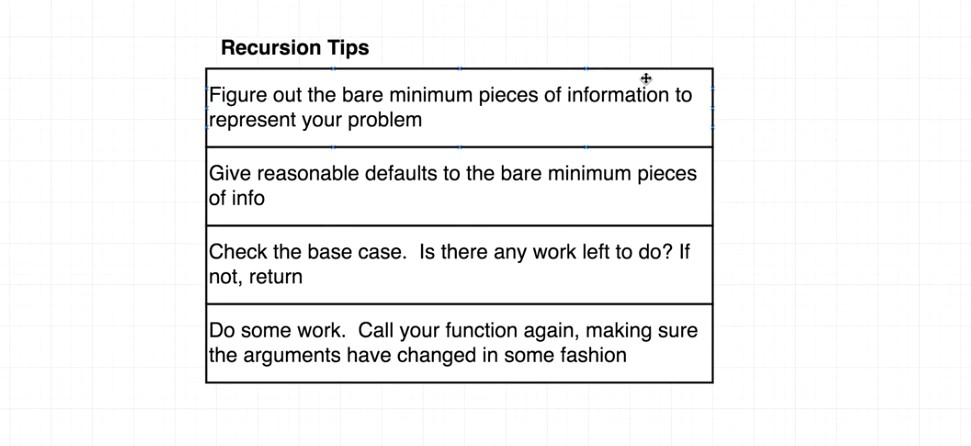 Recursion Tips
Figure out the bare minimum pieces of information to
represent your problem
Give reasonable defaults to the bare minimum pieces
of info
Check the base case.  Is there any work left to do? If
not, return
Do some work.  Call your function again, making sure
the arguments have changed in some fashion